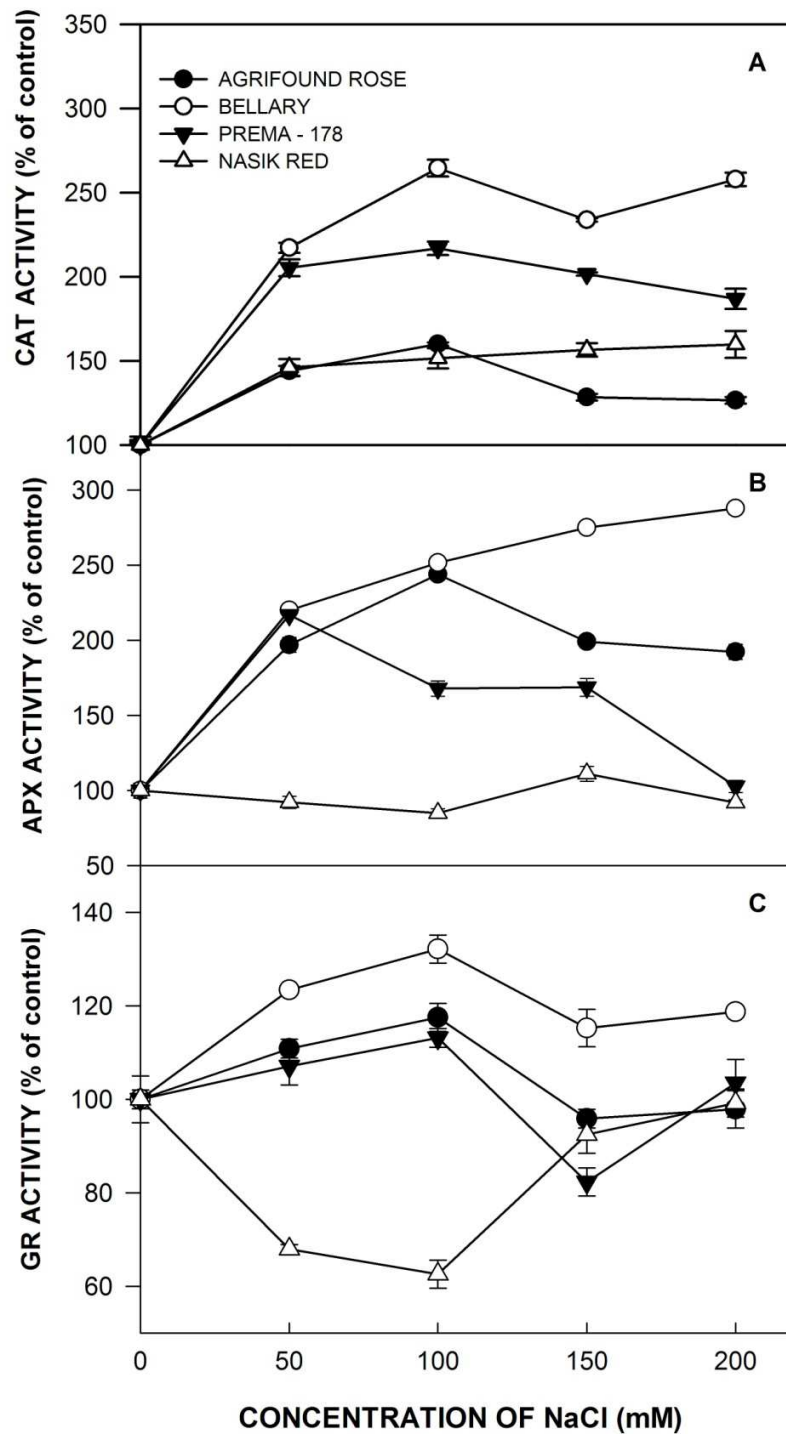 350
A
AGRIFOUND ROSE
300
BELLARY
PREMA - 178
NASIK RED
250
200
150
100
CAT ACTIVITY (% of control)
B
300
250
200
150
100
50
APX ACTIVITY (% of control)
C
140
120
100
80
60
GR ACTIVITY (% of control)
0 50 100 150 200
CONCENTRATION OF NaCl (mM)